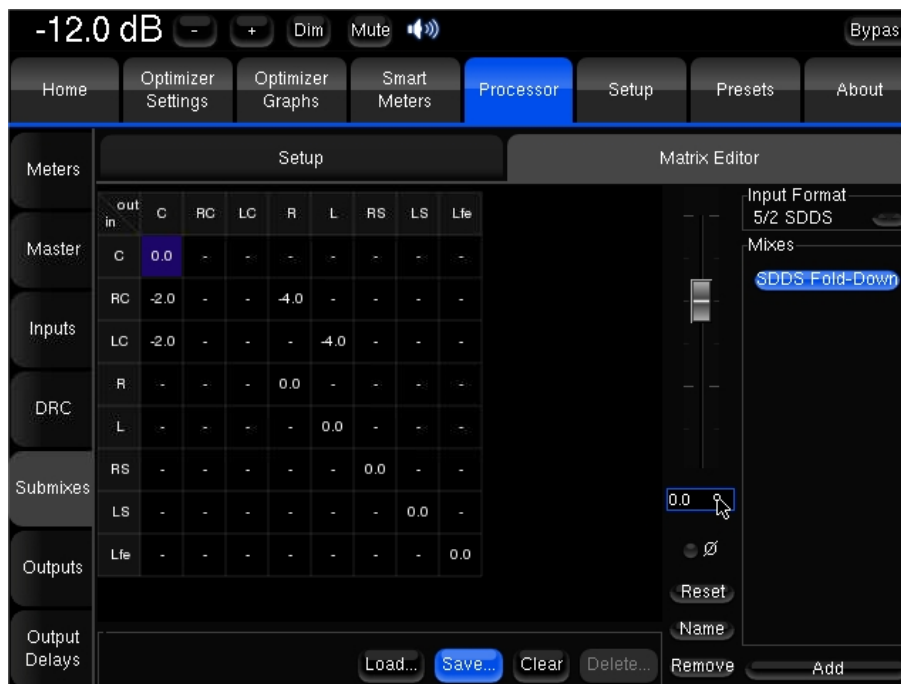 -12.0 dB - + Dim Mute Bypas
Home Optimizer Settings Optimizer Graphs Smart Meters Processor Setup Presets About
Meters
Master
Inputs
DRC
Submixes
Outputs
Output Delays
Setup Matrix Editor
out in C RC LC R L RS LS Lfe
C 0.0 - - - - - - -
RC -2.0 - - -4.0 - - - -
LC -2.0 - - - -4.0 - - -
R - - - 0.0 - - - -
L - - - - 0.0 - - -
RS - - - - - 0.0 - -
LS - - - - - - 0.0 -
Lfe - - - - - - - 0.0
0.0
Ø
Reset
Name
Remove
Input Format
5/2 SDDS
Mixes
SDDS Fold-Down
Add
Load... Save... Clear Delete...